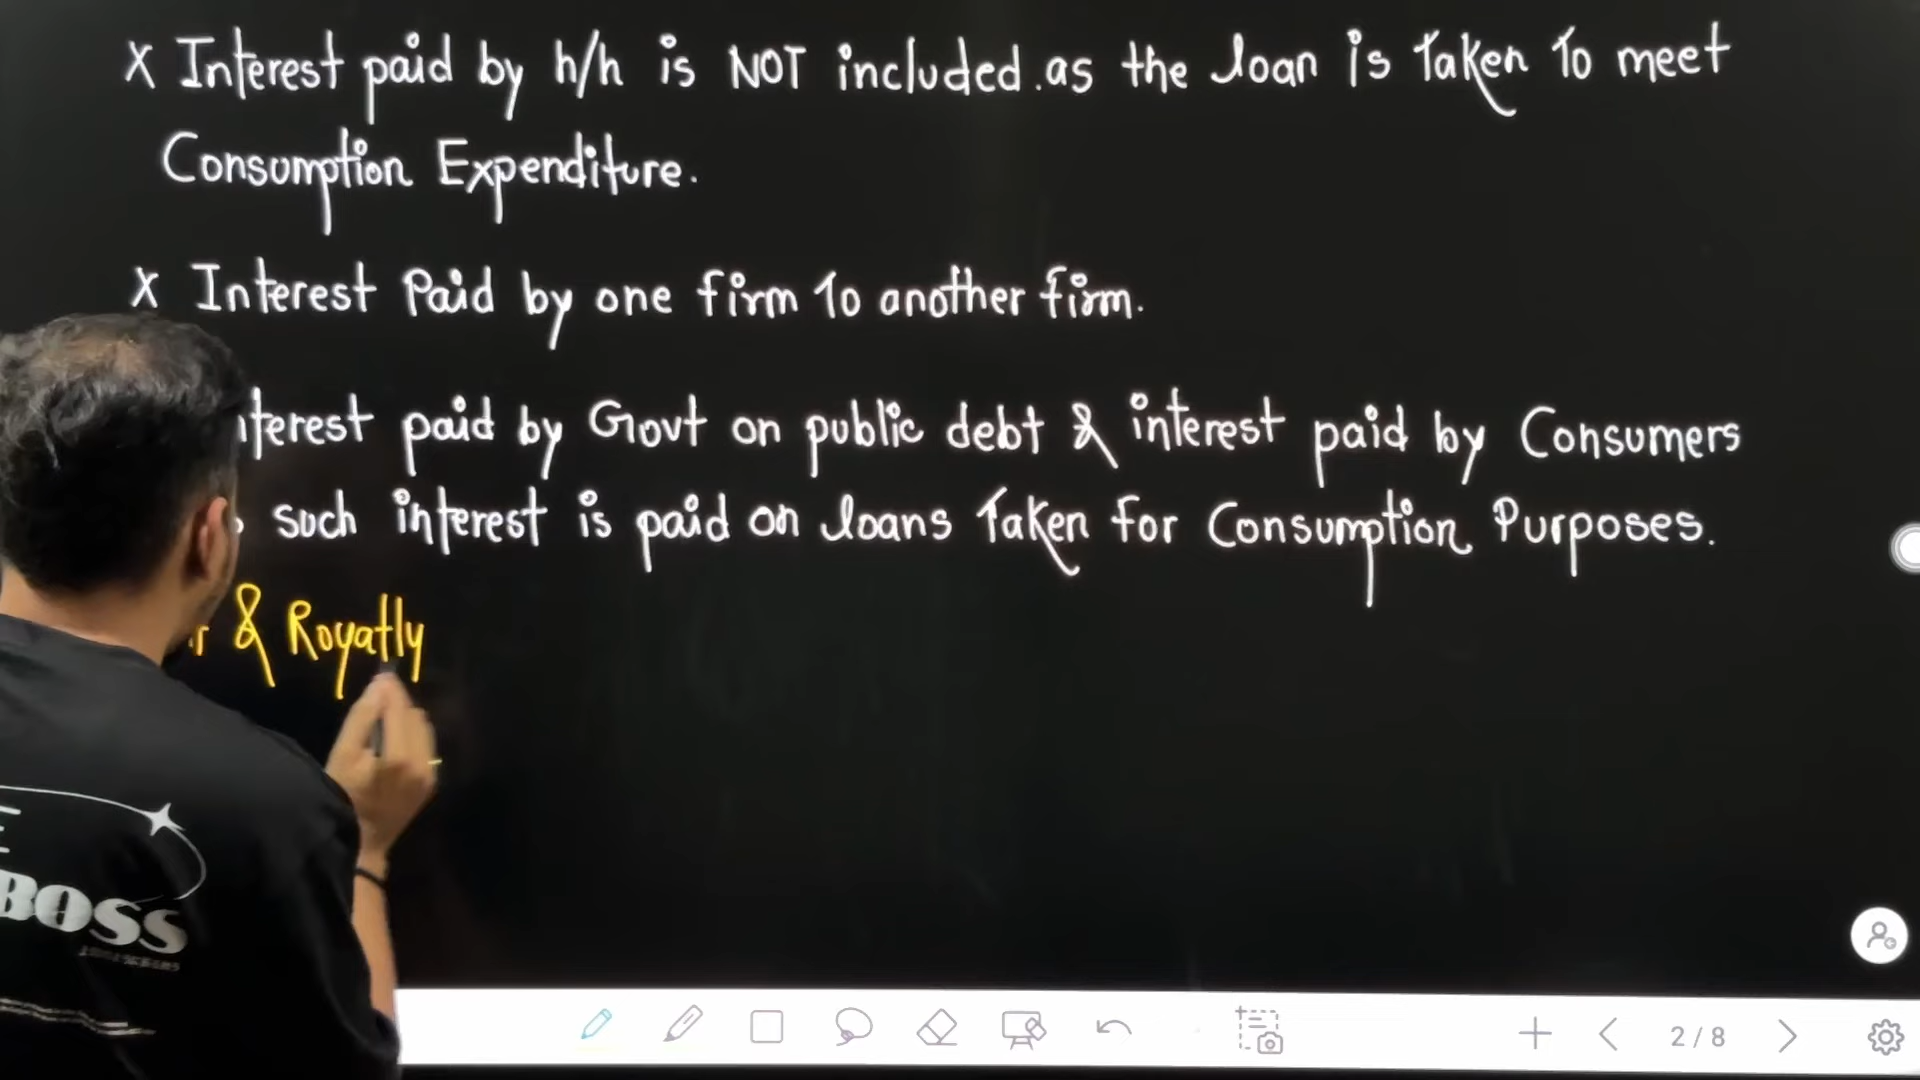 X Interest paid by h/h is NOT included. as the loan is Taken To meet
Consumption Expenditure.
X Interest Paid by one firm To another firm.
nterest paid by Govt on public debt & interest paid by Consumers
such interest is paid on loans Taken for Consumption Purposes.
& Royatly
BOSS
2 / 8